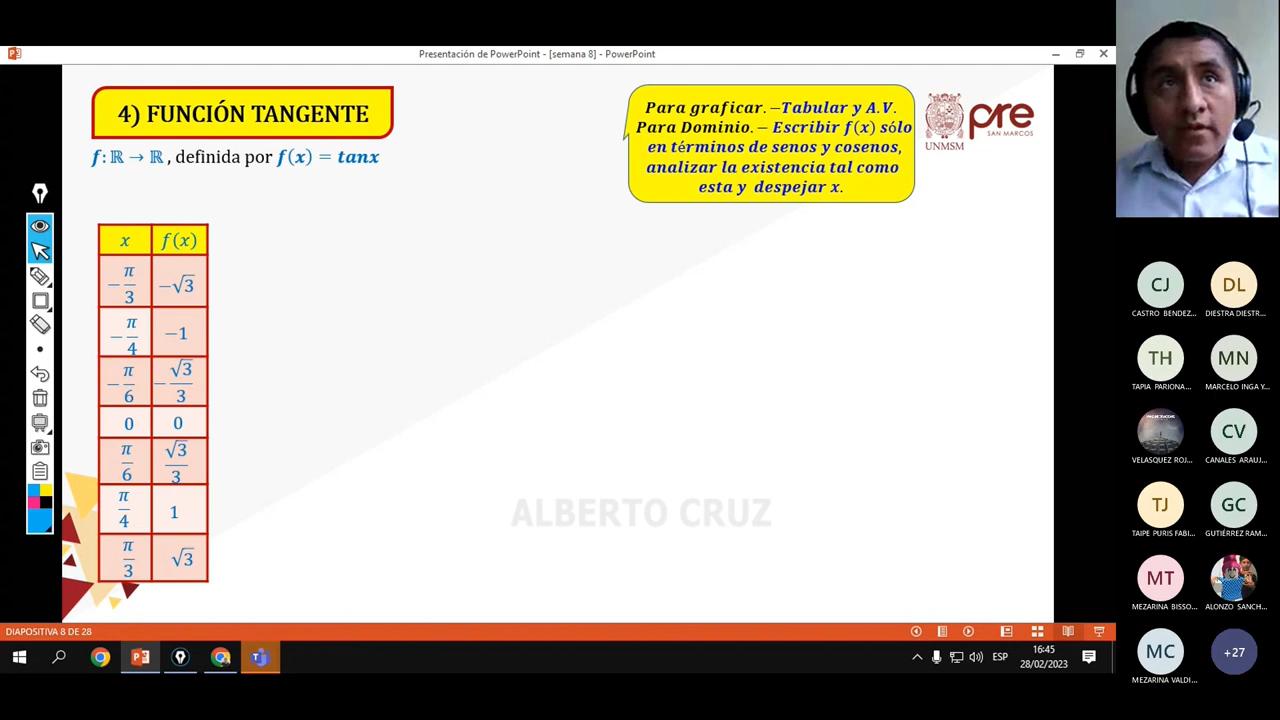 Presentación de PowerPoint - [semana 8] - PowerPoint
4) FUNCIÓN TANGENTE
f: ℝ → ℝ , definida por f(x) = tanx
Para graficar. −Tabular y A.V.
Para Dominio. − Escribir f(x) sólo
en términos de senos y cosenos,
analizar la existencia tal como
esta y despejar x.
UNMSM
pre
SAN MARCOS
x f(x)
−π/3 −√3
−π/4 −1
−π/6 −√3/3
0 0
π/6 √3/3
π/4 1
π/3 √3
ALBERTO CRUZ
DIAPOSITIVA 8 DE 28
ESP
16:45
28/02/2023
CJ DL
CASTRO BENDEZ... DIESTRA DIESTR...
TH MN
TAPIA PARIONA... MARCELO INGA Y...
CV
VELASQUEZ ROJ... CANALES ARAUJ...
TJ GC
TAIPE PURIS FABI... GUTIÉRREZ RAM...
MT
MEZARINA BISSO... ALONZO SANCH...
MC +27
MEZARINA VALDI...